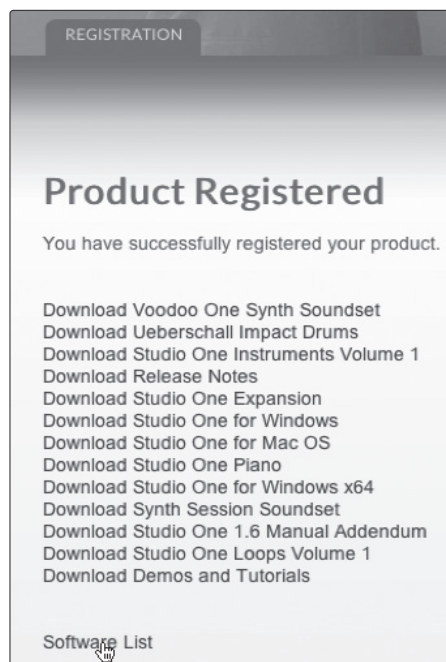 REGISTRATION
Product Registered
You have successfully registered your product.
Download Voodoo One Synth Soundset
Download Ueberschall Impact Drums
Download Studio One Instruments Volume 1
Download Release Notes
Download Studio One Expansion
Download Studio One for Windows
Download Studio One for Mac OS
Download Studio One Piano
Download Studio One for Windows x64
Download Synth Session Soundset
Download Studio One 1.6 Manual Addendum
Download Studio One Loops Volume 1
Download Demos and Tutorials
Software List